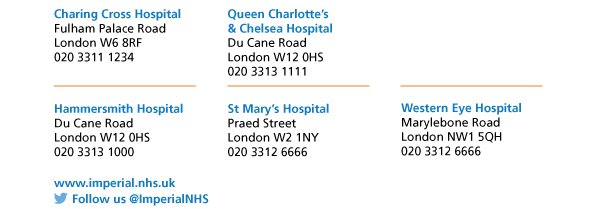 Charing Cross Hospital
Fulham Palace Road
London W6 8RF
020 3311 1234
Queen Charlotte's
& Chelsea Hospital
Du Cane Road
London W12 0HS
020 3313 1111
Hammersmith Hospital
Du Cane Road
London W12 0HS
020 3313 1000
St Mary's Hospital
Praed Street
London W2 1NY
020 3312 6666
Western Eye Hospital
Marylebone Road
London NW1 5QH
020 3312 6666
www.imperial.nhs.uk
Follow us @ImperialNHS